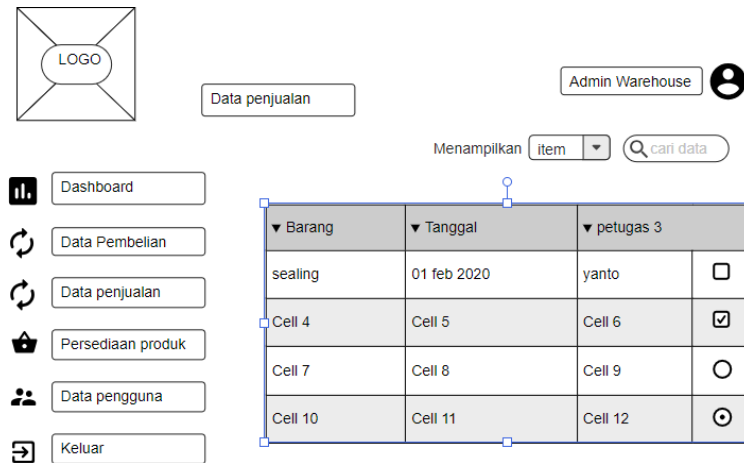 LOGO
Admin Warehouse
Data penjualan
Menampilkan item cari data
Dashboard
Data Pembelian
Data penjualan
Persediaan produk
Data pengguna
Keluar
▼ Barang ▼ Tanggal ▼ petugas 3
sealing 01 feb 2020 yanto
Cell 4 Cell 5 Cell 6
Cell 7 Cell 8 Cell 9
Cell 10 Cell 11 Cell 12